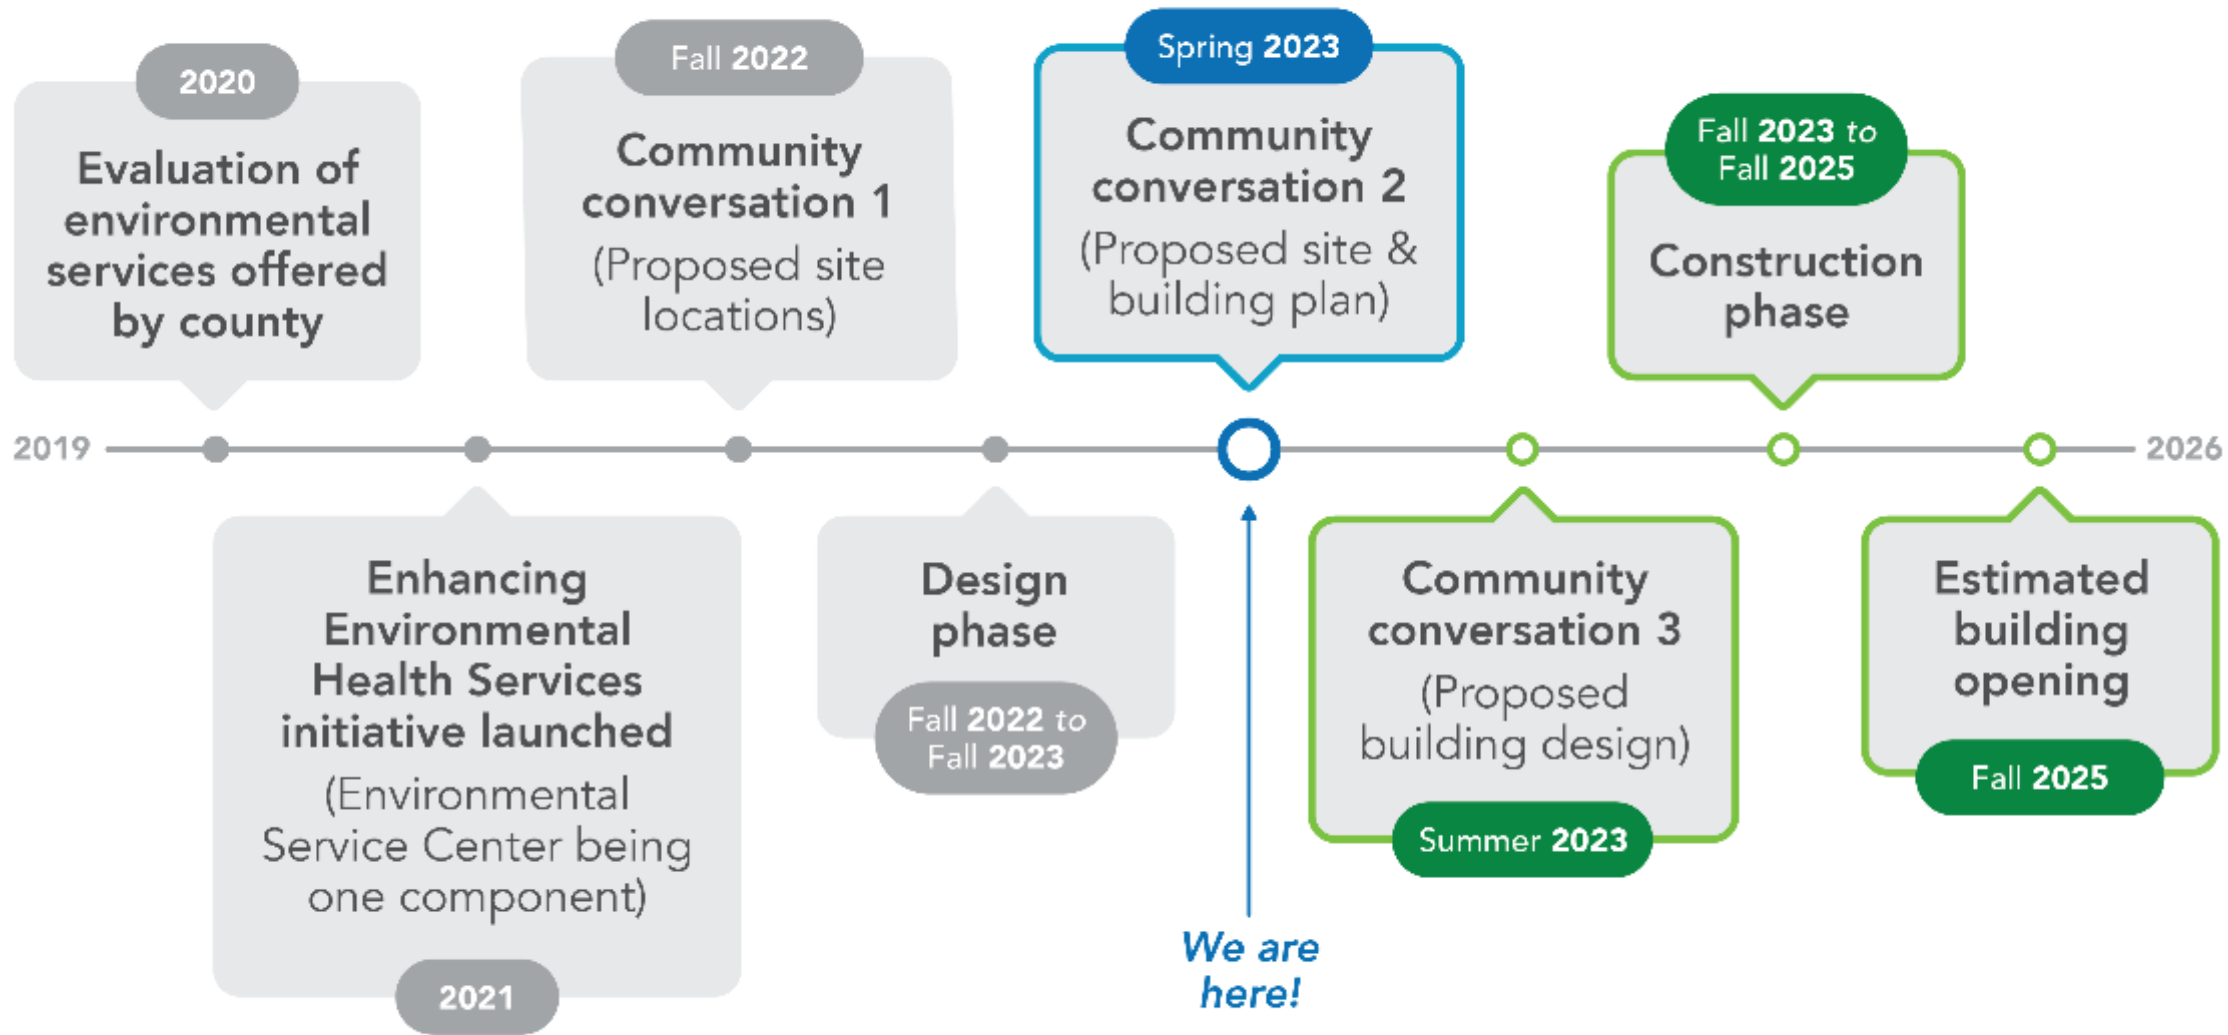 2020
Evaluation of
environmental
services offered
by county
Fall 2022
Community
conversation 1
(Proposed site
locations)
Spring 2023
Community
conversation 2
(Proposed site &
building plan)
Fall 2023 to
Fall 2025
Construction
phase
2019
2026
Enhancing
Environmental
Health Services
initiative launched
(Environmental
Service Center being
one component)
2021
Design
phase
Fall 2022 to
Fall 2023
We are
here!
Community
conversation 3
(Proposed
building design)
Summer 2023
Estimated
building
opening
Fall 2025